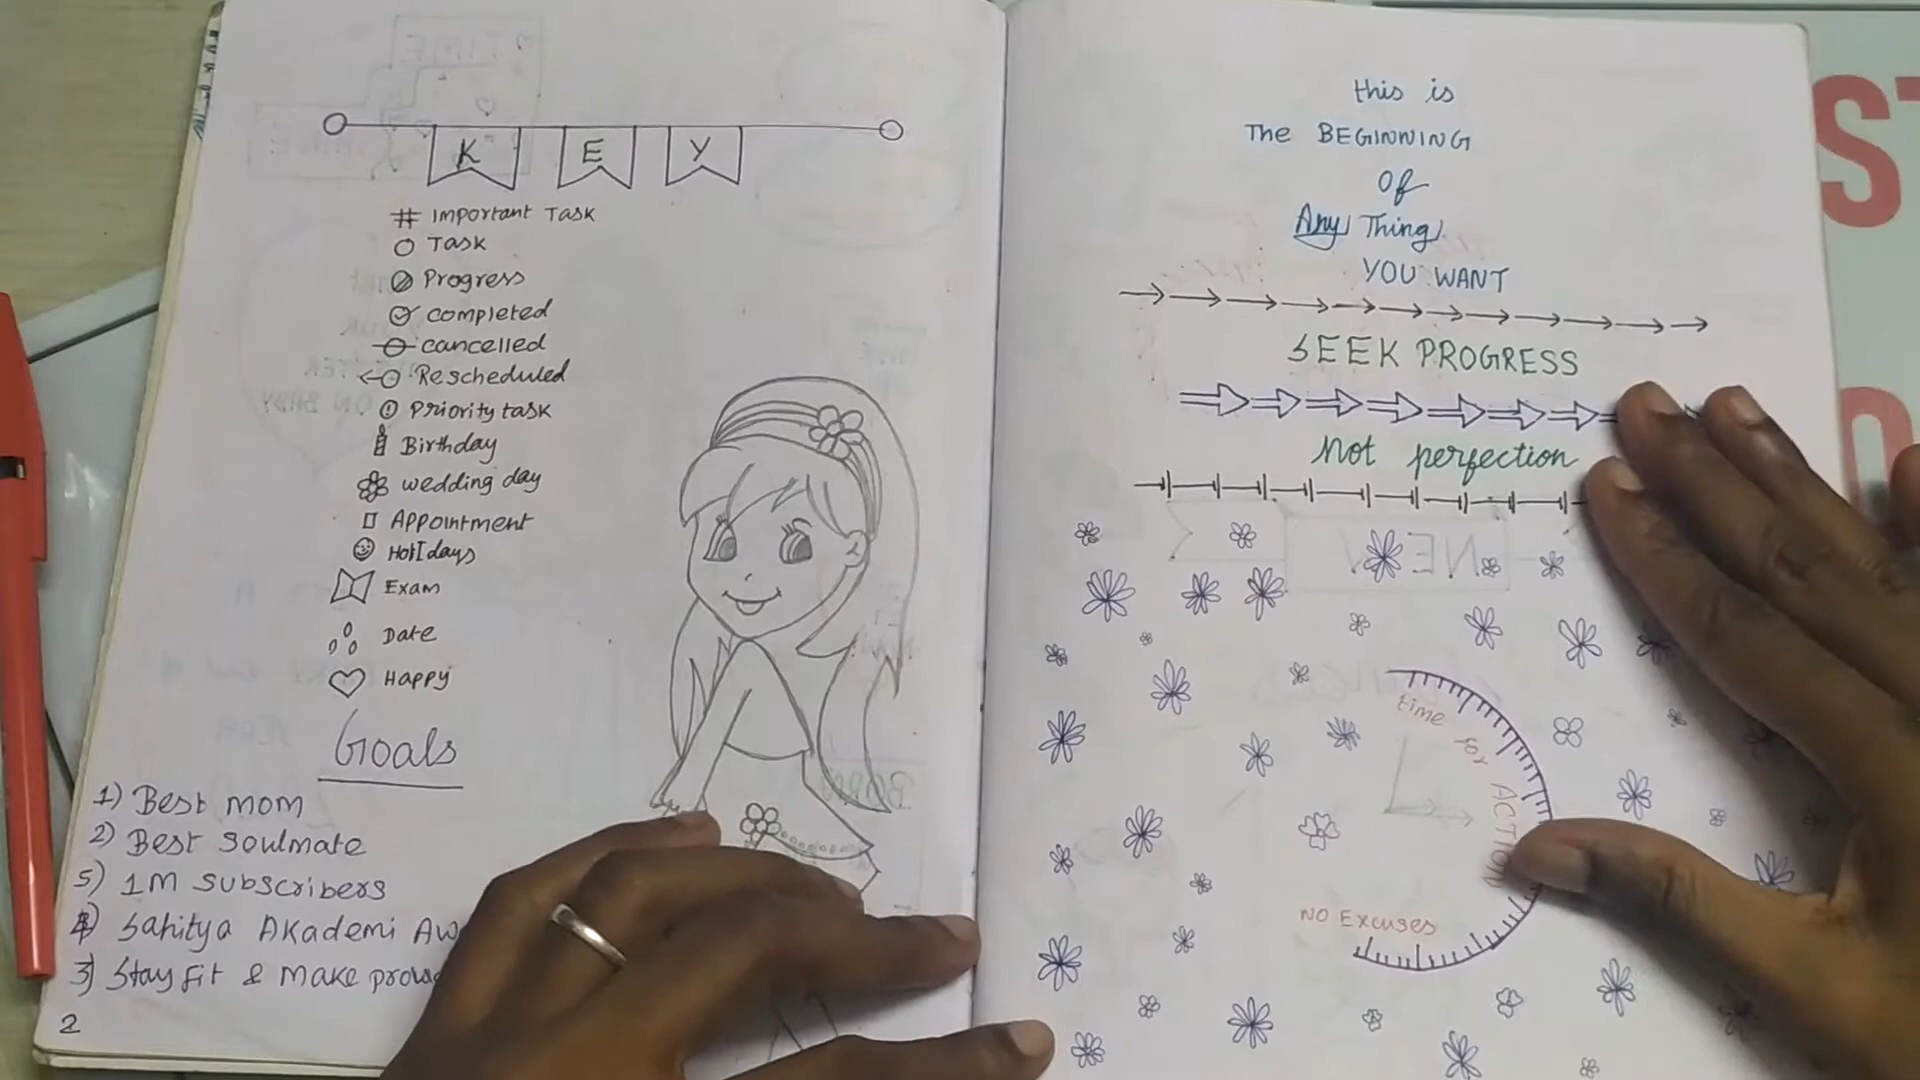 KEY
# Important Task
Task
Progress
completed
cancelled
Rescheduled
Priority task
Birthday
wedding day
Appointment
Holidays
Exam
Date
Happy
Goals
1) Best mom
2) Best Soulmate
5) 1M subscribers
4) Sahitya Akademi
3) Stay fit & Make
2
this is
The BEGINNING
Of
Any Thing
YOU WANT
SEEK PROGRESS
Not perfection
time for ACTION
NO Excuses
ST